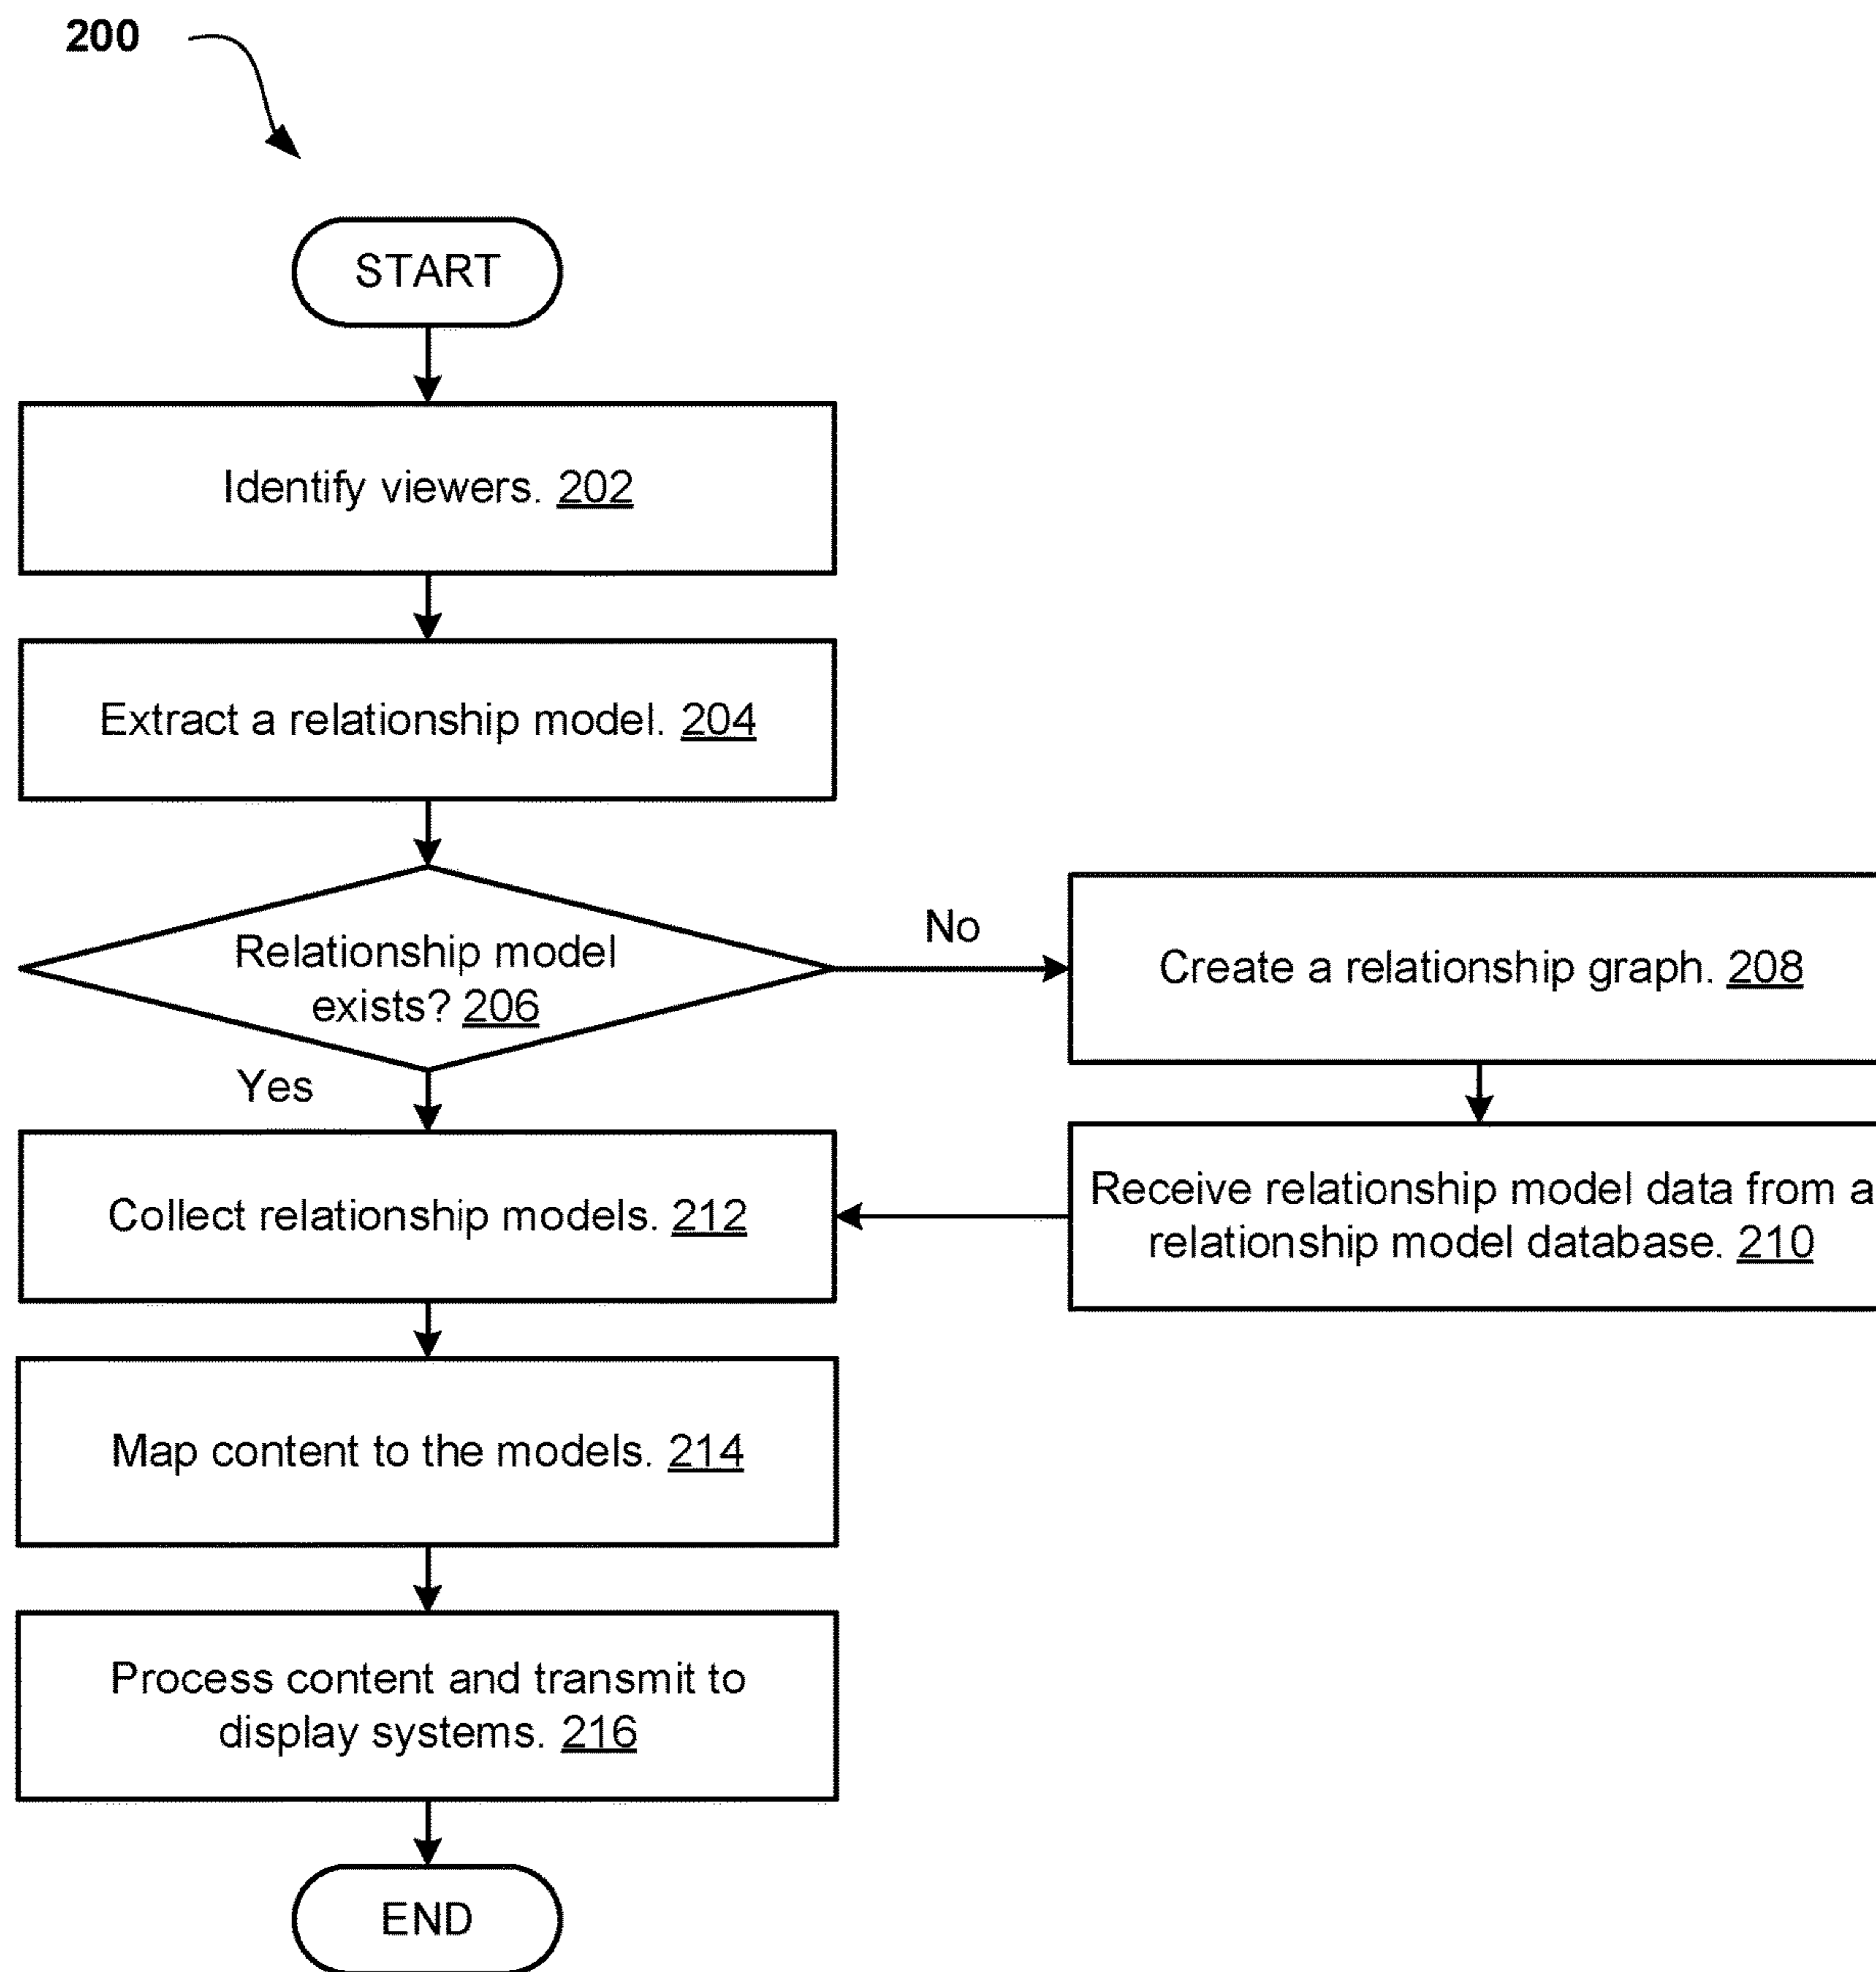 200
START
Identify viewers. 202
Extract a relationship model. 204
Relationship model
exists? 206
No
Create a relationship graph. 208
Yes
Receive relationship model data from a
relationship model database. 210
Collect relationship models. 212
Map content to the models. 214
Process content and transmit to
display systems. 216
END